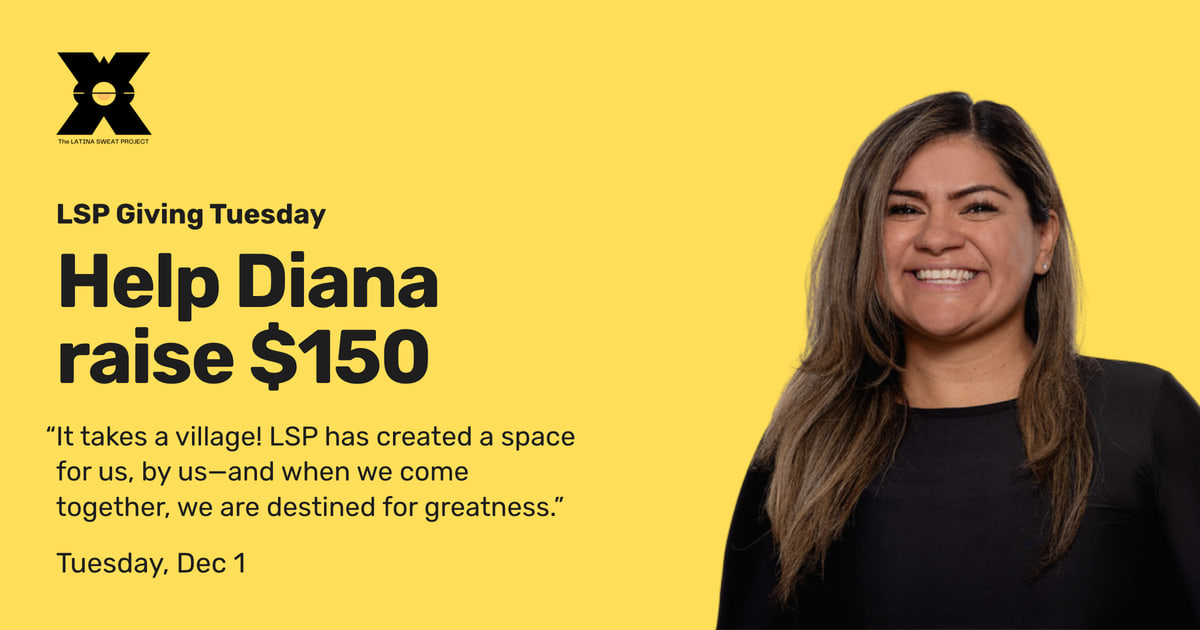 The LATINA SWEAT PROJECT
LSP Giving Tuesday
Help Diana
raise $150
“It takes a village! LSP has created a space
for us, by us—and when we come
together, we are destined for greatness.”
Tuesday, Dec 1